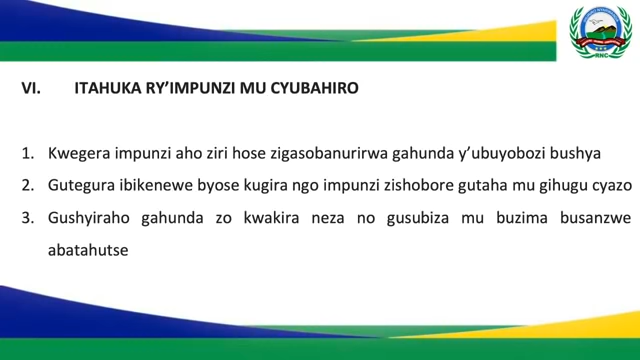 RNC
VI. ITAHUKA RY’IMPUNZI MU CYUBAHIRO
1. Kwegera impunzi aho ziri hose zigasobanurirwa gahunda y’ubuyobozi bushya
2. Gutegura ibikenewe byose kugira ngo impunzi zishobore gutaha mu gihugu cyazo
3. Gushyiraho gahunda zo kwakira neza no gusubiza mu buzima busanzwe
abatahutse